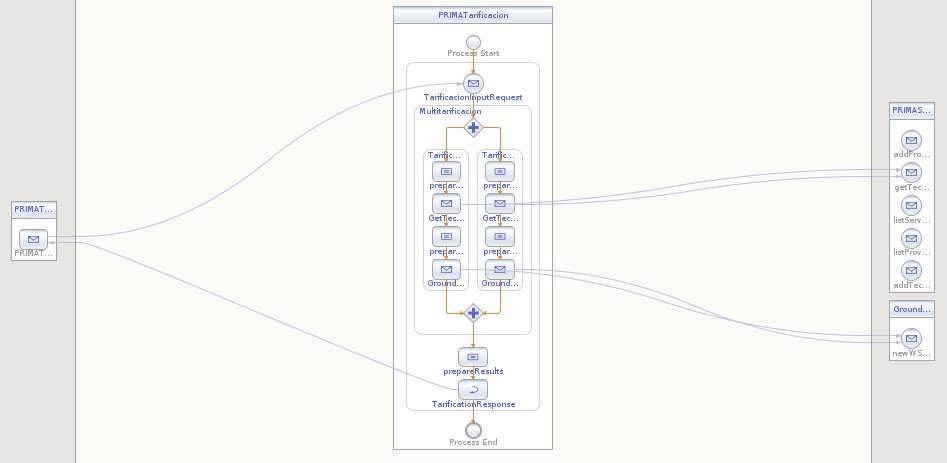 PRIMATarificacion
Process Start
TarificacionInputRequest
Multitarificacion
Tarific... Tarific...
prepar... prepar...
GetTec... GetTec...
prepar... prepar...
Ground... Ground...
prepareResults
TarificationResponse
Process End
PRIMAT...
PRIMAT...
PRIMAS...
addPro...
getTec...
listServ...
listProv...
addTec...
Ground...
newWS...